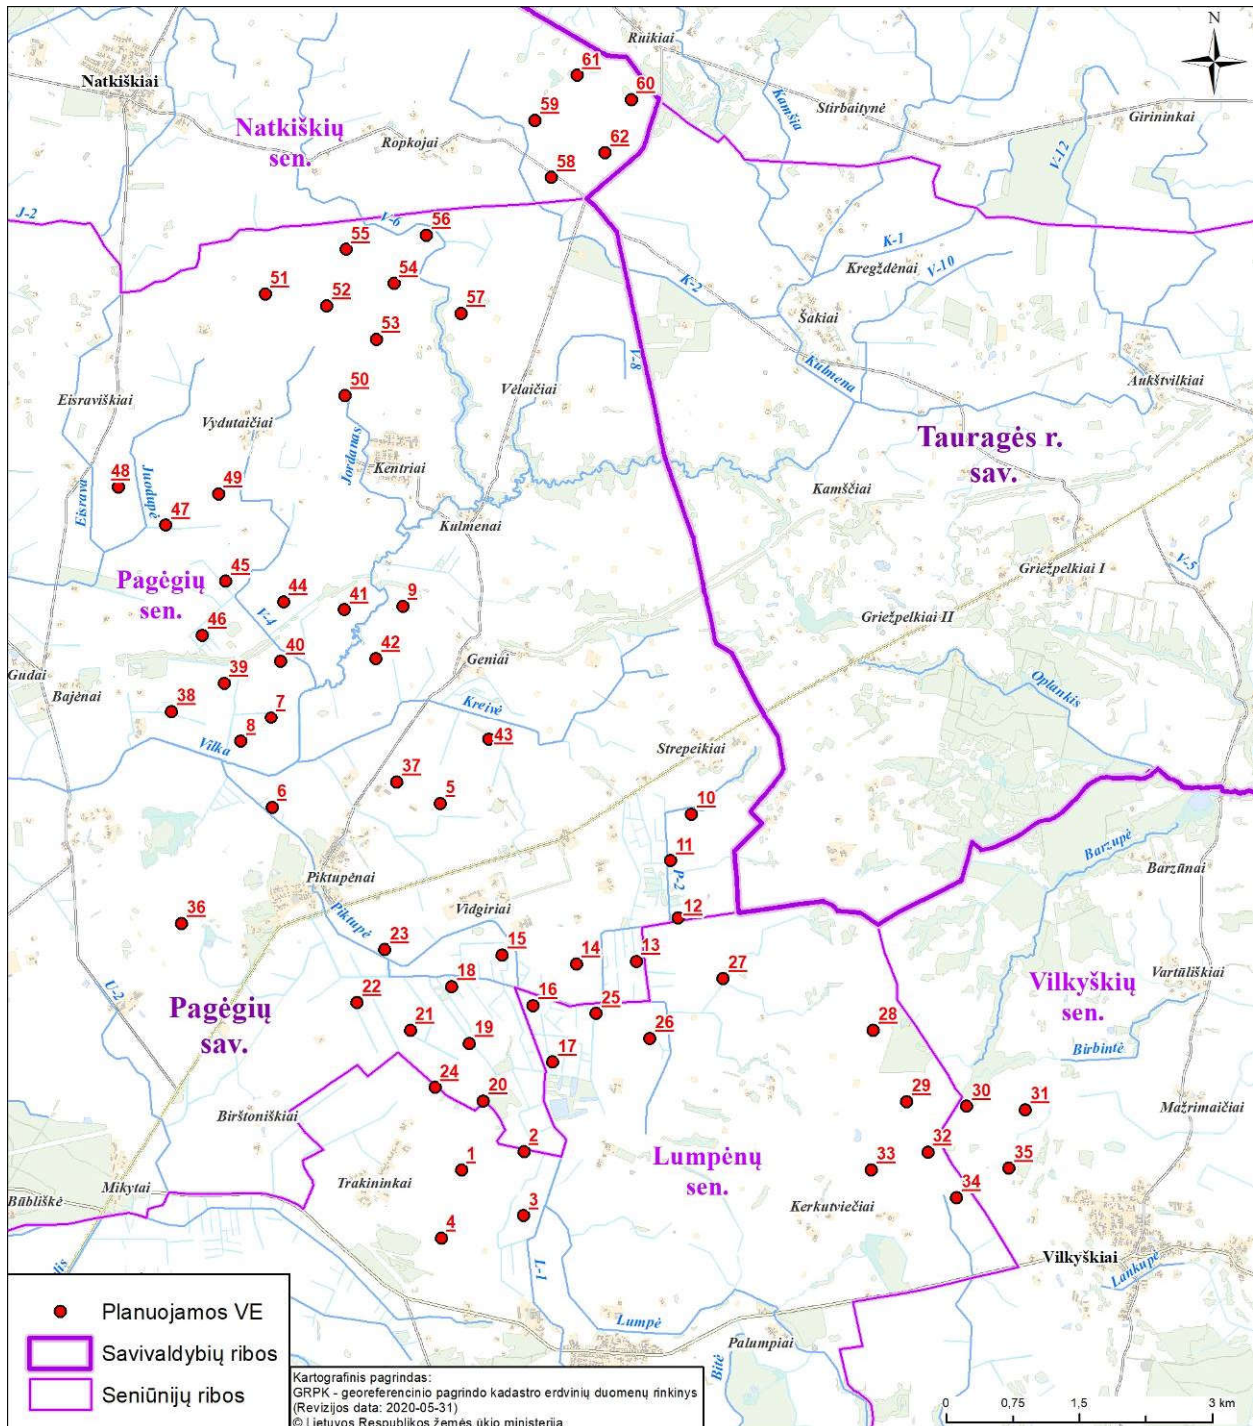 Ruikiai
N
61
Natkiškiai
60
Kamšia
Stirbaitynė
59
Girininkai
Natkiškių
sen.
Ropkojai
62
V-12
58
J-2
V-6
56
55
K-1
54
Kregždėnai
V-10
51
52
57
K-2
Šakiai
53
V-8
Kulmena
Aukštvilkiai
Vėlaičiai
50
Eisraviškiai
Vydutaičiai
Jordanas
Tauragės r.
sav.
Kentriai
48
Juodupė
49
Kamščiai
Eisrava
47
Kulmenai
V-5
Pagėgių
sen.
45
Griežpelkiai I
44
41
9
V-4
Griežpelkiai II
46
40
42
Geniai
Gudai
39
Bajėnai
Oplankis
38
7
Kreivė
8
Vilka
43
Strepeikiai
37
5
6
10
Barzupė
11
Piktupėnai
P-2
Barzūnai
36
Vidgiriai
12
Piktupė
23
15
14
13
27
Vartūliškiai
Vilkyškių
sen.
18
U-2
22
16
25
Pagėgių
sav.
21
28
19
26
Birbintė
17
24
29
30
31
20
Mažrimaičiai
Birštoniškiai
2
32
Lumpėnų
sen.
1
33
35
Trakininkai
Būbliškė
Mikytai
34
3
Kerkutviečiai
4
Vilkyškiai
L-1
Lankupė
Lumpė
Palumpiai
Bitė
Planuojamos VE
Savivaldybių ribos
Seniūnijų ribos
Kartografinis pagrindas:
GRPK - georeferencinio pagrindo kadastro erdvinių duomenų rinkinys
(Revizijos data: 2020-05-31)
© Lietuvos Respublikos žemės ūkio ministerija
0 0,75 1,5 3 km